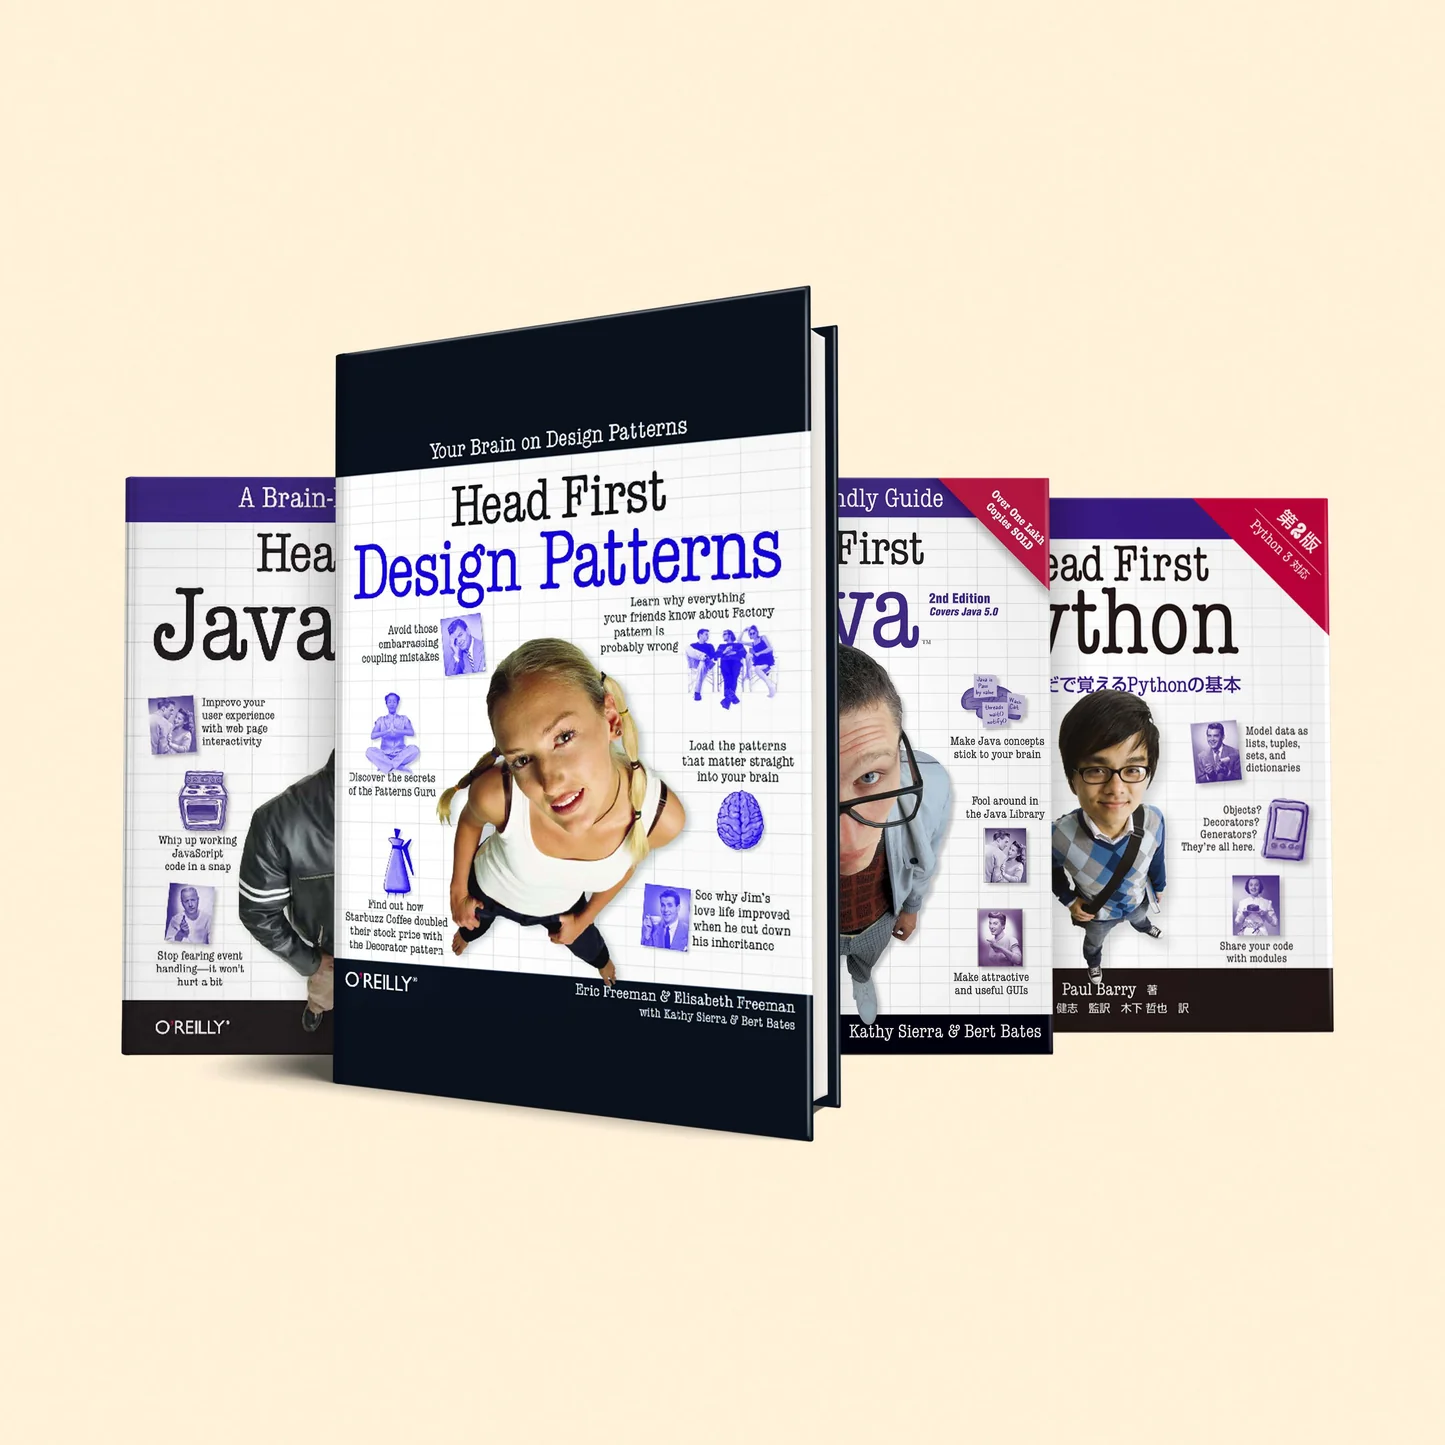 A Brain-
Hea
Java
Improve your
user experience
with web page
interactivity
Whip up working
JavaScript
code in a snap
Stop fearing event
handling—it won't
hurt a bit
O'REILLY®
Your Brain on Design Patterns
Head First
Design Patterns
Avoid those
embarrassing
coupling mistakes
Learn why everything
your friends know about Factory
pattern is
probably wrong
Discover the secrets
of the Patterns Guru
Load the patterns
that matter straight
into your brain
Find out how
Starbuzz Coffee doubled
their stock price with
the Decorator pattern
See why Jim's
love life improved
when he cut down
his inheritance
O'REILLY®
Eric Freeman & Elisabeth Freeman
with Kathy Sierra & Bert Bates
ndly Guide
Over One Lakh
Copies SOLD
First
va™
2nd Edition
Covers Java 5.0
Java is
Pass
by value
threads
wait()
notify()
Make Java concepts
stick to your brain
Fool around in
the Java Library
Make attractive
and useful GUIs
Kathy Sierra & Bert Bates
第2版
Python 3 対応
ead First
ython
だで覚えるPythonの基本
Model data as
lists, tuples,
sets, and
dictionaries
Objects?
Decorators?
Generators?
They're all here.
Share your code
with modules
Paul Barry 著
健志 監訳 木下 哲也 訳